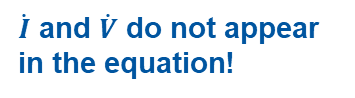 İ and V̇ do not appear
in the equation!